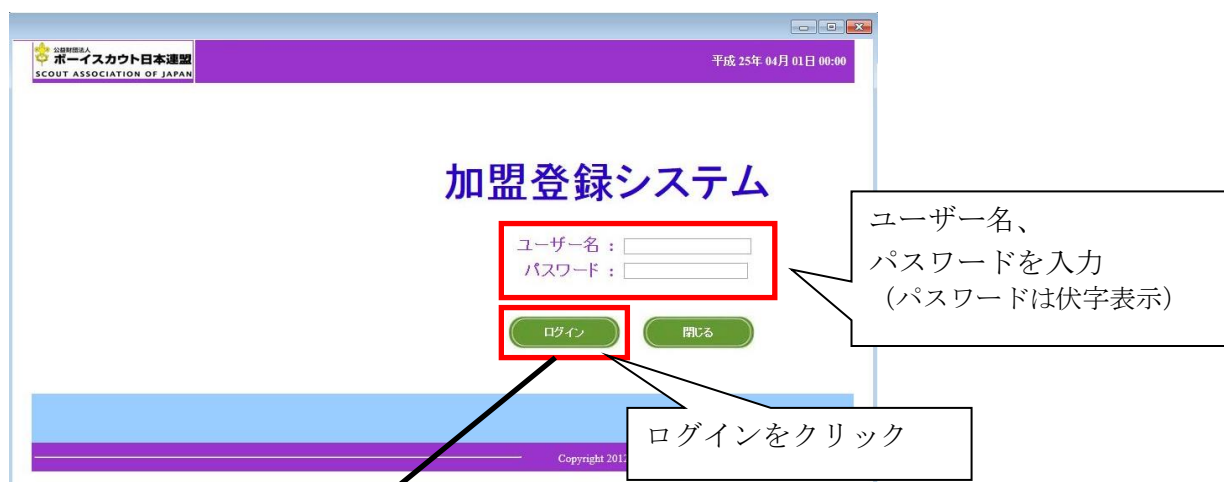 公益財団法人
ボーイスカウト日本連盟
SCOUT ASSOCIATION OF JAPAN
平成 25年 04月 01日 00:00
加盟登録システム
ユーザー名 :
パスワード :
ユーザー名、
パスワードを入力
（パスワードは伏字表示）
ログイン
閉じる
ログインをクリック
Copyright 2012